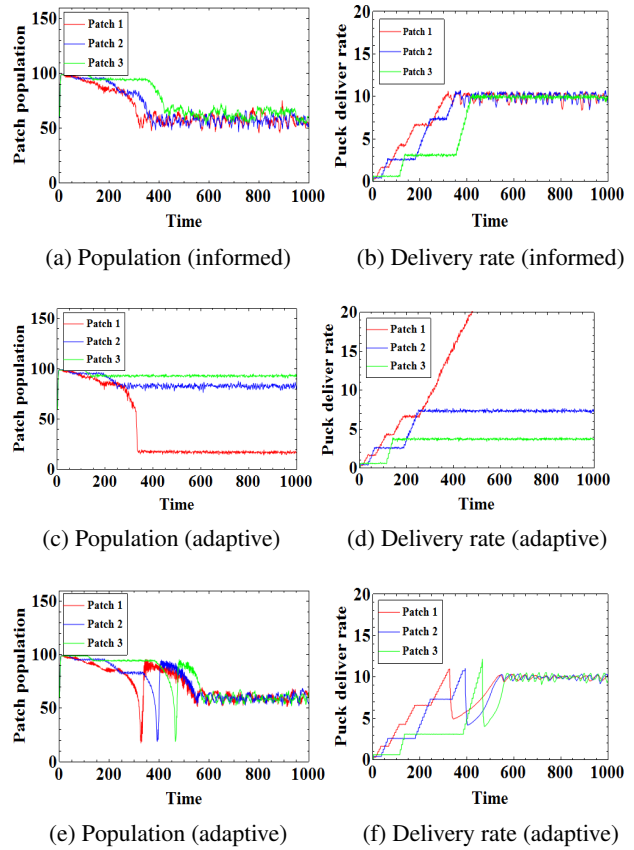 Patch population
150
100
50
0
Patch 1
Patch 2
Patch 3
0 200 400 600 800 1000
Time
(a) Population (informed)
Puck deliver rate
20
15
10
5
0
Patch 1
Patch 2
Patch 3
0 200 400 600 800 1000
Time
(b) Delivery rate (informed)
Patch population
150
100
50
0
Patch 1
Patch 2
Patch 3
0 200 400 600 800 1000
Time
(c) Population (adaptive)
Puck deliver rate
20
15
10
5
0
Patch 1
Patch 2
Patch 3
0 200 400 600 800 1000
Time
(d) Delivery rate (adaptive)
Patch population
150
100
50
0
Patch 1
Patch 2
Patch 3
0 200 400 600 800 1000
Time
(e) Population (adaptive)
Puck deliver rate
20
15
10
5
0
Patch 1
Patch 2
Patch 3
0 200 400 600 800 1000
Time
(f) Delivery rate (adaptive)